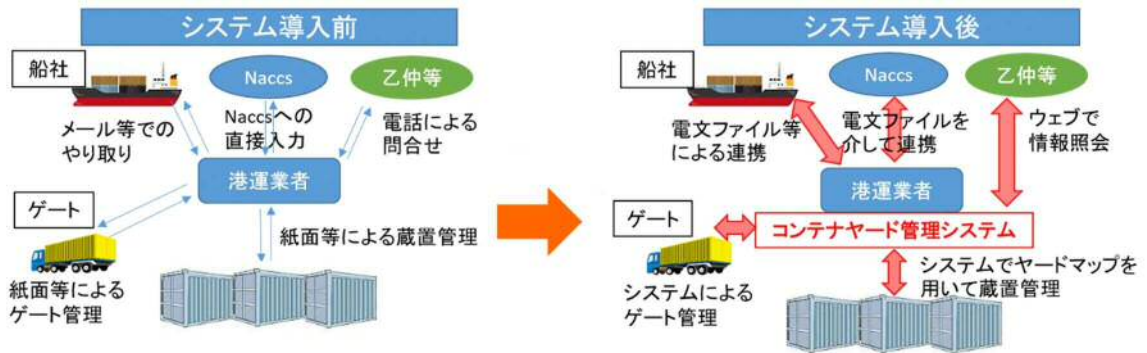 システム導入前
船社
Naccs
乙仲等
メール等での
やり取り
Naccsへの
直接入力
電話による
問合せ
港運業者
ゲート
紙面等による蔵置管理
紙面等による
ゲート管理
システム導入後
船社
Naccs
乙仲等
電文ファイル等
による連携
電文ファイルを
介して連携
ウェブで
情報照会
港運業者
ゲート
コンテナヤード管理システム
システムによる
ゲート管理
システムでヤードマップを
用いて蔵置管理